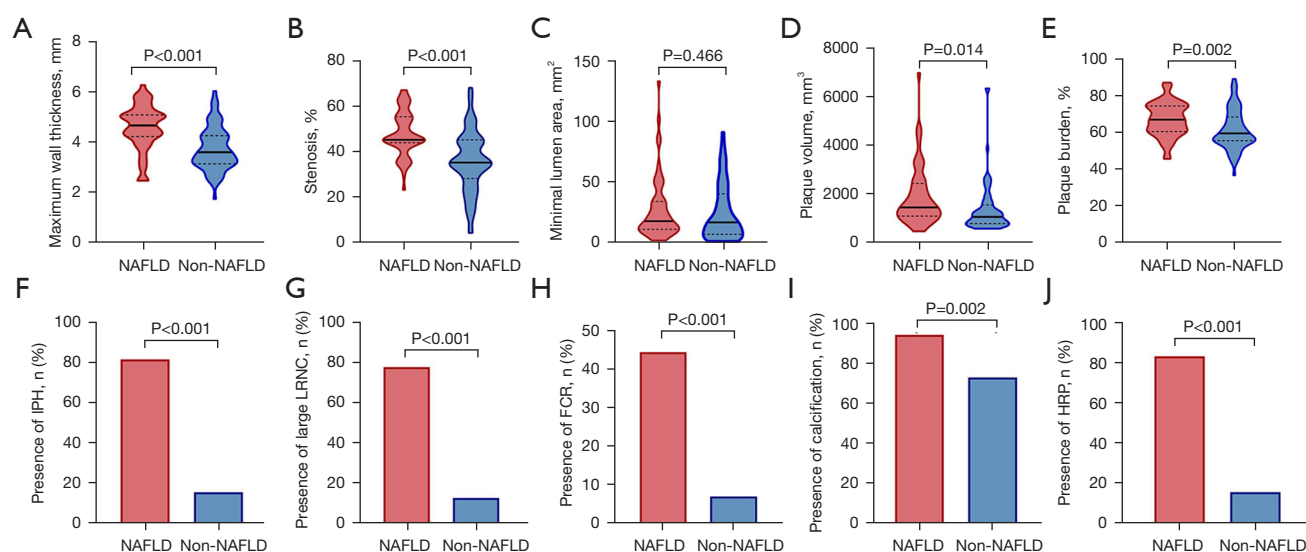 A
Maximum wall thickness, mm
8
6
4
2
0
P<0.001
NAFLD Non-NAFLD
B
Stenosis, %
80
60
40
20
0
P<0.001
NAFLD Non-NAFLD
C
Minimal lumen area, mm²
150
100
50
0
P=0.466
NAFLD Non-NAFLD
D
Plaque volume, mm³
8000
6000
4000
2000
0
P=0.014
NAFLD Non-NAFLD
E
Plaque burden, %
100
80
60
40
20
0
P=0.002
NAFLD Non-NAFLD
F
Presence of IPH, n (%)
100
80
60
40
20
0
P<0.001
NAFLD Non-NAFLD
G
Presence of large LRNC, n (%)
100
80
60
40
20
0
P<0.001
NAFLD Non-NAFLD
H
Presence of FCR, n (%)
50
40
30
20
10
0
P<0.001
NAFLD Non-NAFLD
I
Presence of calcification, n (%)
100
80
60
40
20
0
P=0.002
NAFLD Non-NAFLD
J
Presence of HRP, n (%)
100
80
60
40
20
0
P<0.001
NAFLD Non-NAFLD